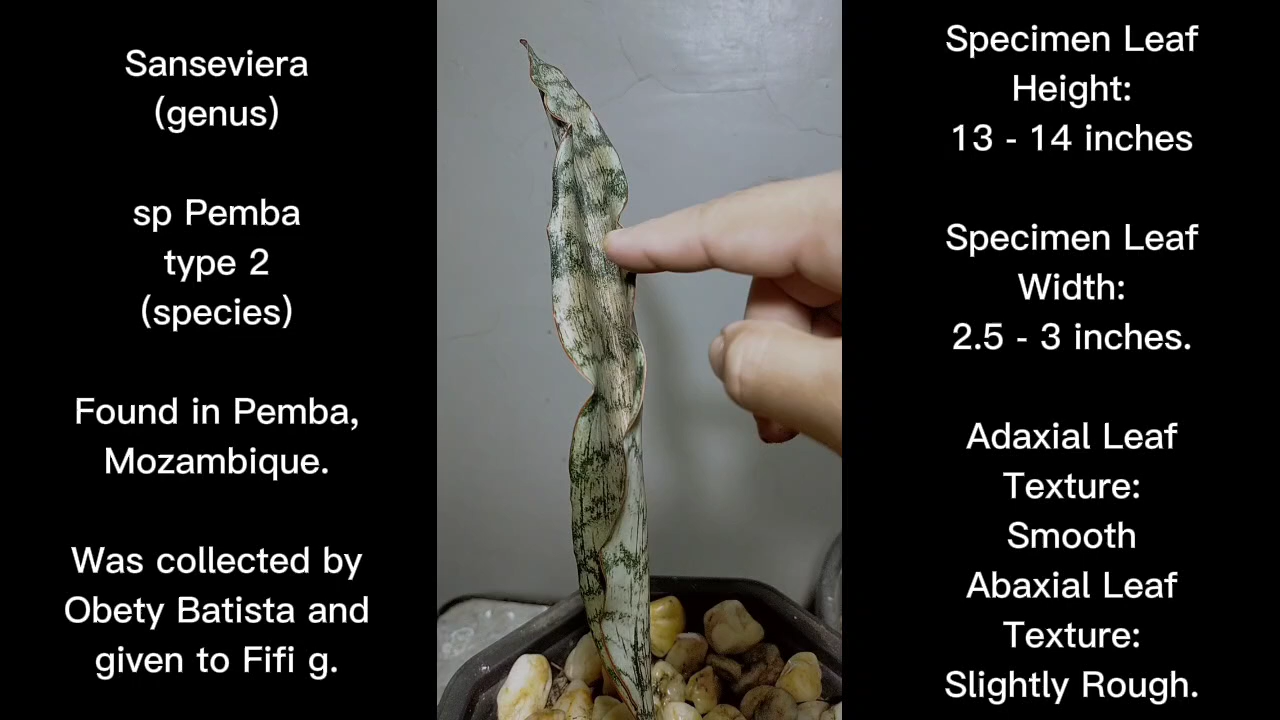 Sanseviera
(genus)
sp Pemba
type 2
(species)
Found in Pemba,
Mozambique.
Was collected by
Obety Batista and
given to Fifi g.
Specimen Leaf
Height:
13 - 14 inches
Specimen Leaf
Width:
2.5 - 3 inches.
Adaxial Leaf
Texture:
Smooth
Abaxial Leaf
Texture:
Slightly Rough.